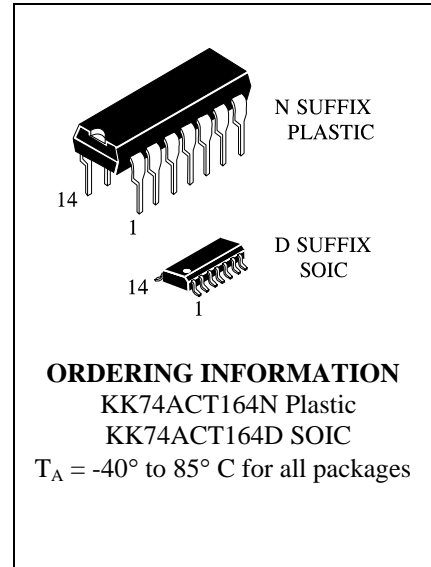 N SUFFIX
PLASTIC
14
1
D SUFFIX
SOIC
14
1
ORDERING INFORMATION
KK74ACT164N Plastic
KK74ACT164D SOIC
T_A = -40° to 85° C for all packages